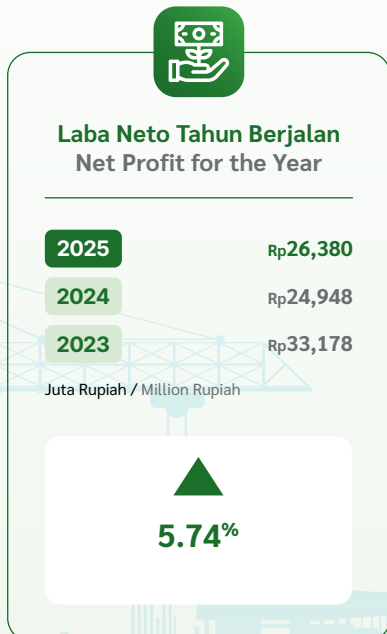 Laba Neto Tahun Berjalan
Net Profit for the Year
2025 Rp26,380
2024 Rp24,948
2023 Rp33,178
Juta Rupiah / Million Rupiah
5.74%